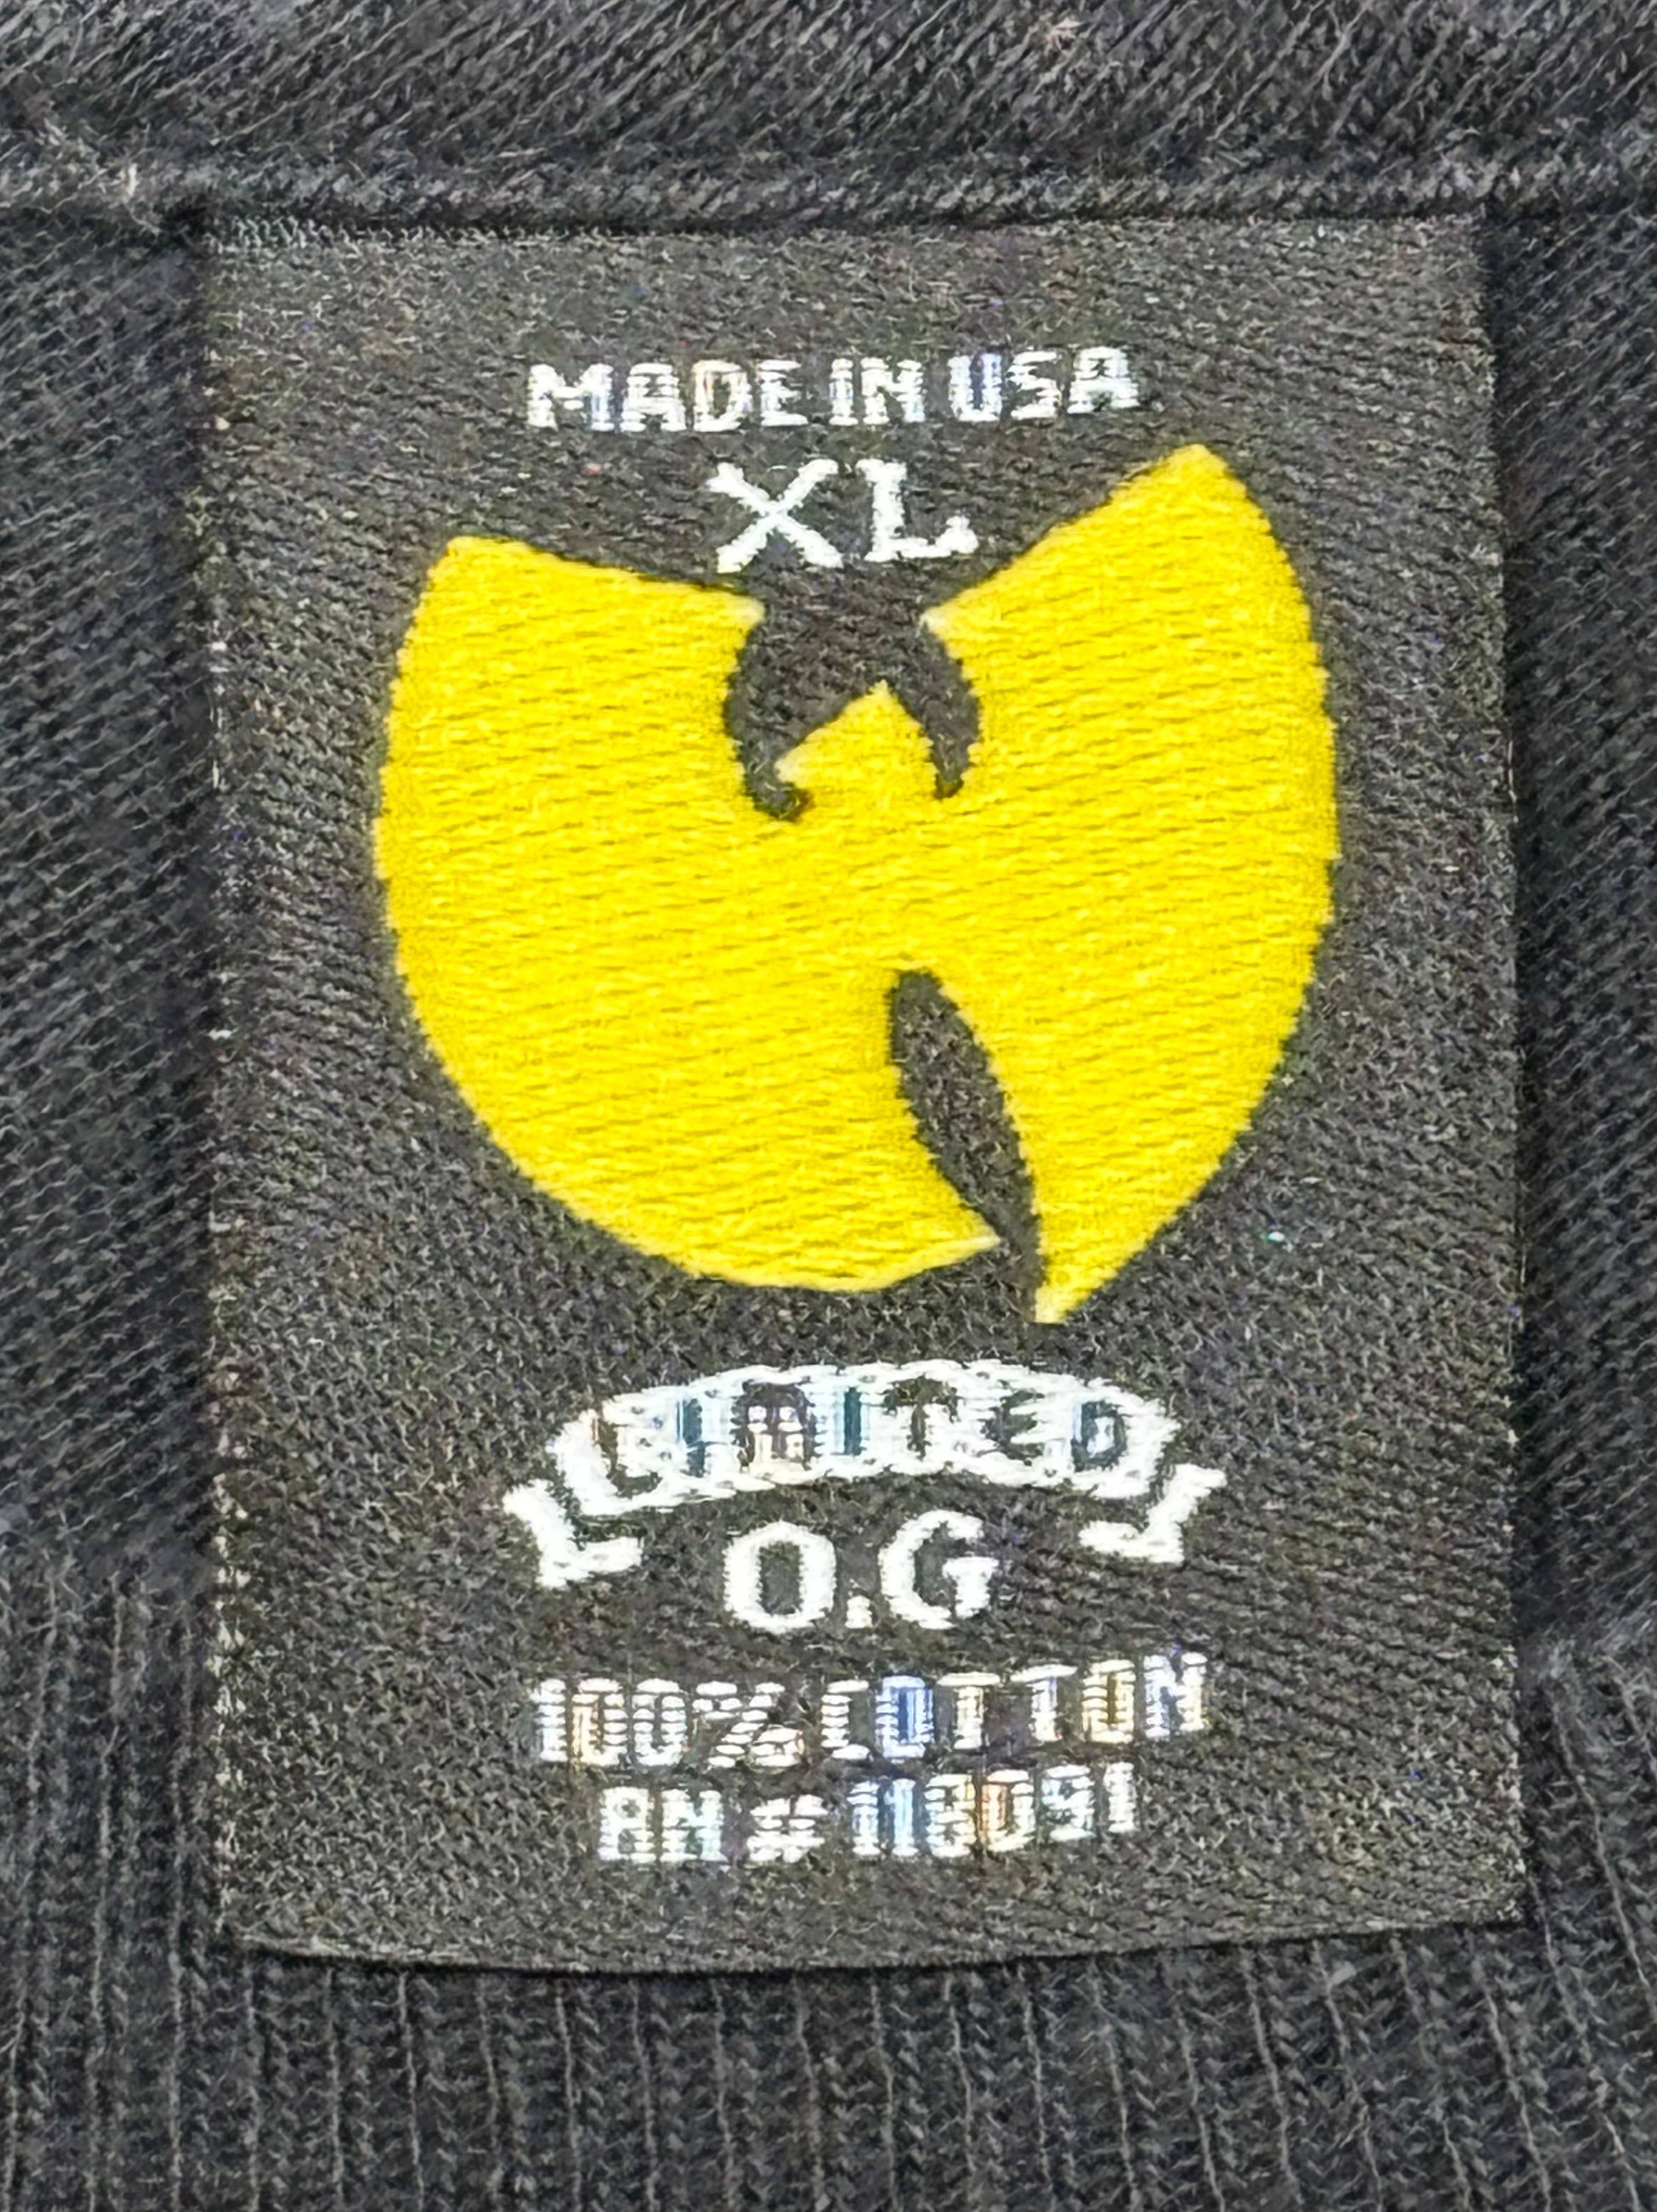 MADE IN USA
XL
LIMITED
O.G
100% COTTON
RN # 118091